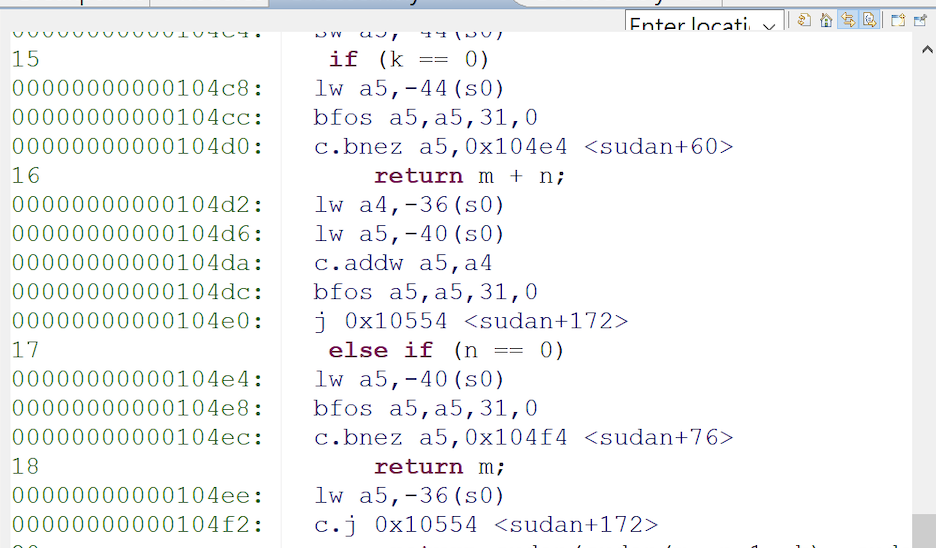 Enter locati
00000000000104c4: sw a5,-44(s0)
15 if (k == 0)
00000000000104c8: lw a5,-44(s0)
00000000000104cc: bfos a5,a5,31,0
00000000000104d0: c.bnez a5,0x104e4 <sudan+60>
16 return m + n;
00000000000104d2: lw a4,-36(s0)
00000000000104d6: lw a5,-40(s0)
00000000000104da: c.addw a5,a4
00000000000104dc: bfos a5,a5,31,0
00000000000104e0: j 0x10554 <sudan+172>
17 else if (n == 0)
00000000000104e4: lw a5,-40(s0)
00000000000104e8: bfos a5,a5,31,0
00000000000104ec: c.bnez a5,0x104f4 <sudan+76>
18 return m;
00000000000104ee: lw a5,-36(s0)
00000000000104f2: c.j 0x10554 <sudan+172>